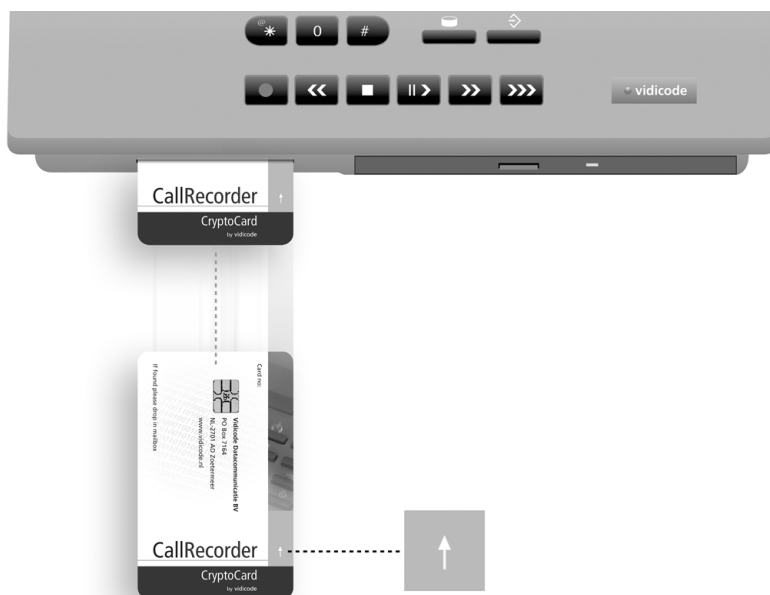 @
* 0 #
vidicode
CallRecorder
CryptoCard
by vidicode
Card no:
Vidicode Datacommunicatie BV
PO Box 7164
NL-2701 AD Zoetermeer
www.vidicode.nl
If found please drop in mailbox
CallRecorder
CryptoCard
by vidicode